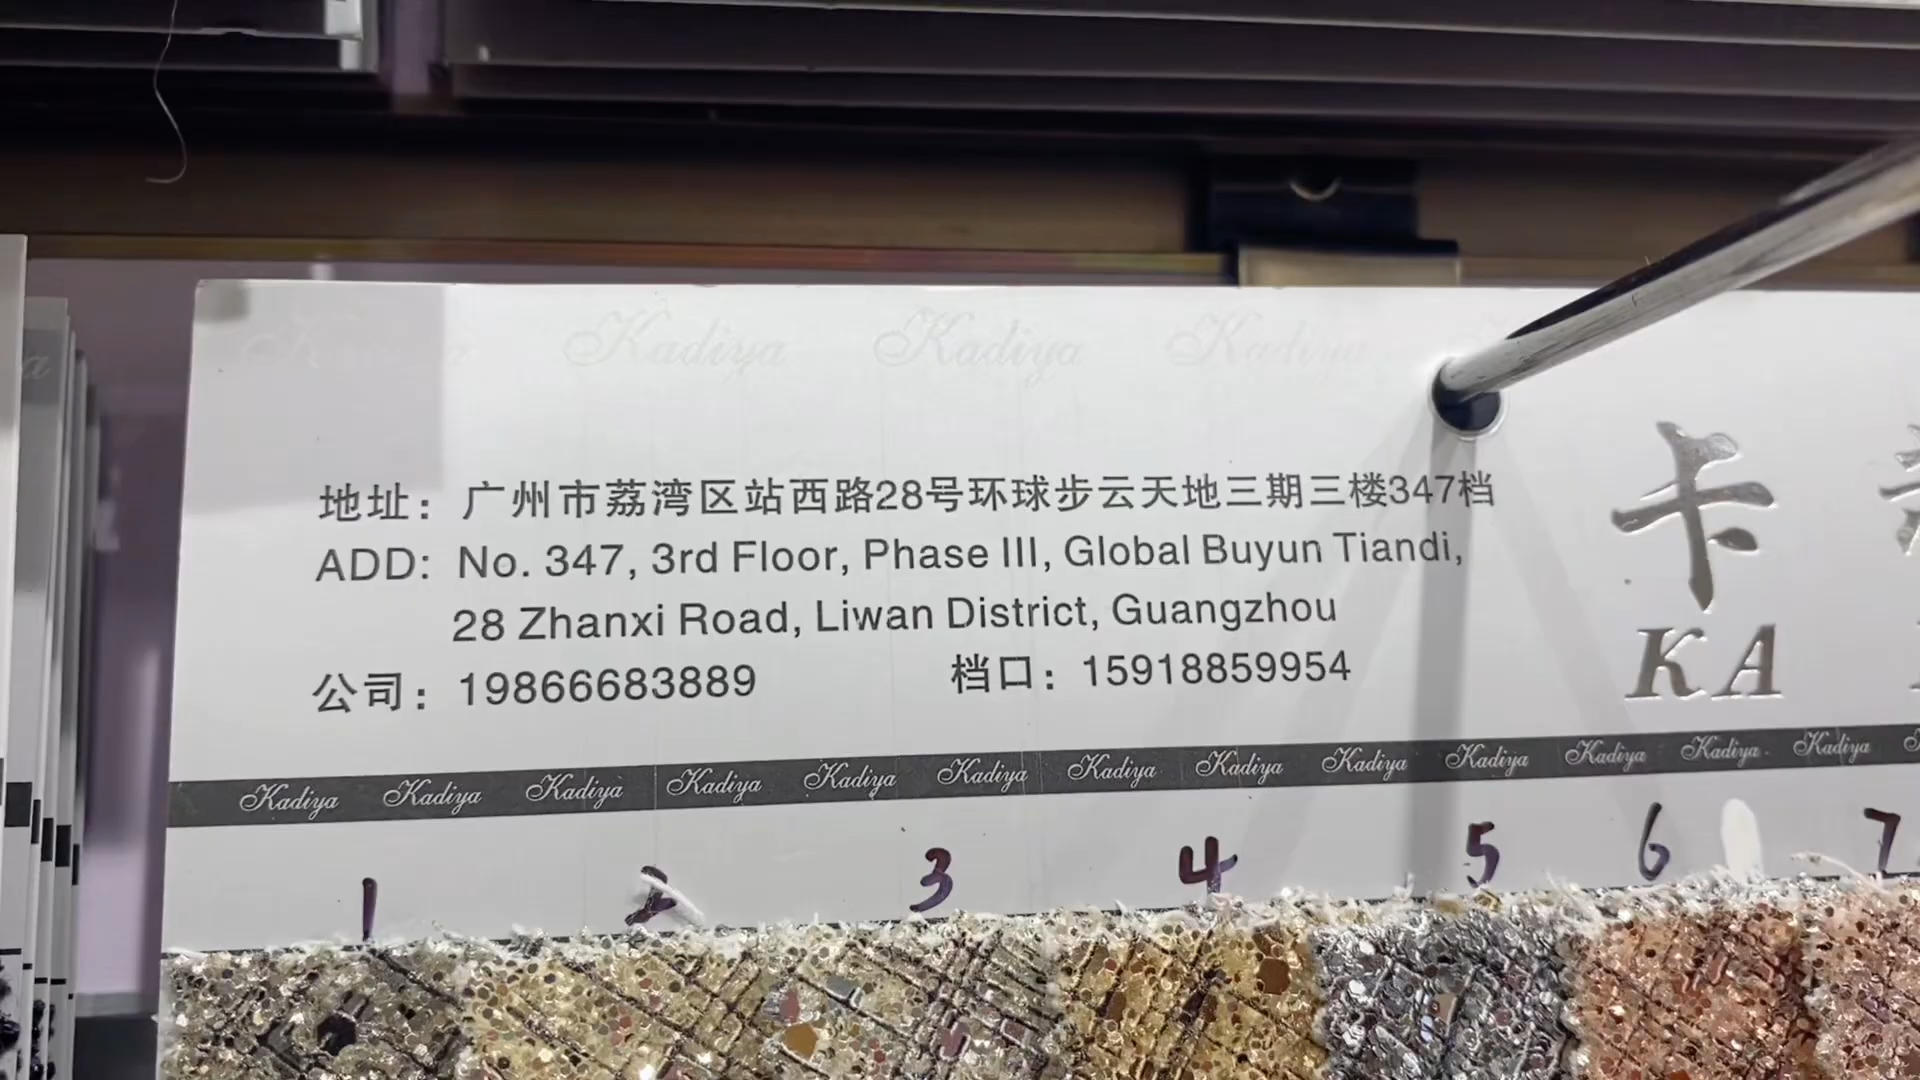 Kadiya Kadiya Kadiya
地址：广州市荔湾区站西路28号环球步云天地三期三楼347档
ADD: No. 347, 3rd Floor, Phase III, Global Buyun Tiandi,
28 Zhanxi Road, Liwan District, Guangzhou
公司：19866683889 档口：15918859954
卡
KA
Kadiya Kadiya Kadiya Kadiya Kadiya Kadiya Kadiya Kadiya Kadiya Kadiya Kadiya Kadiya Kadiya
1 2 3 4 5 6 7